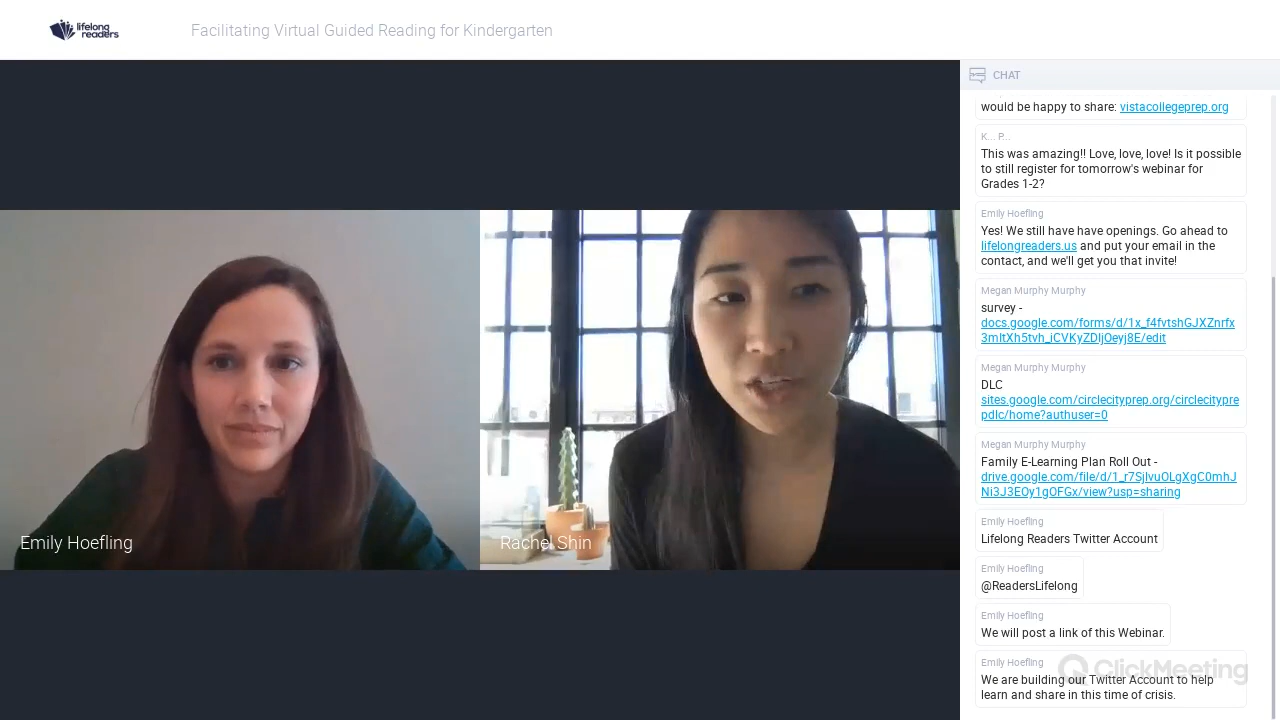 lifelong
readers
Facilitating Virtual Guided Reading for Kindergarten
CHAT
would be happy to share: vistacollegeprep.org
K... P...
This was amazing!! Love, love, love! Is it possible
to still register for tomorrow's webinar for
Grades 1-2?
Emily Hoefling
Yes! We still have have openings. Go ahead to
lifelongreaders.us and put your email in the
contact, and we'll get you that invite!
Megan Murphy Murphy
survey -
docs.google.com/forms/d/1x_f4fvtshGJXZnrfx
3mItXh5tvh_iCVKyZDIjOeyj8E/edit
Megan Murphy Murphy
DLC
sites.google.com/circlecityprep.org/circlecitypre
pdlc/home?authuser=0
Megan Murphy Murphy
Family E-Learning Plan Roll Out -
drive.google.com/file/d/1_r7SjIvuOLgXgC0mhJ
Ni3J3EOy1gOFGx/view?usp=sharing
Emily Hoefling
Lifelong Readers Twitter Account
Emily Hoefling
@ReadersLifelong
Emily Hoefling
We will post a link of this Webinar.
Emily Hoefling
We are building our Twitter Account to help
learn and share in this time of crisis.
ClickMeeting
Emily Hoefling
Rachel Shin